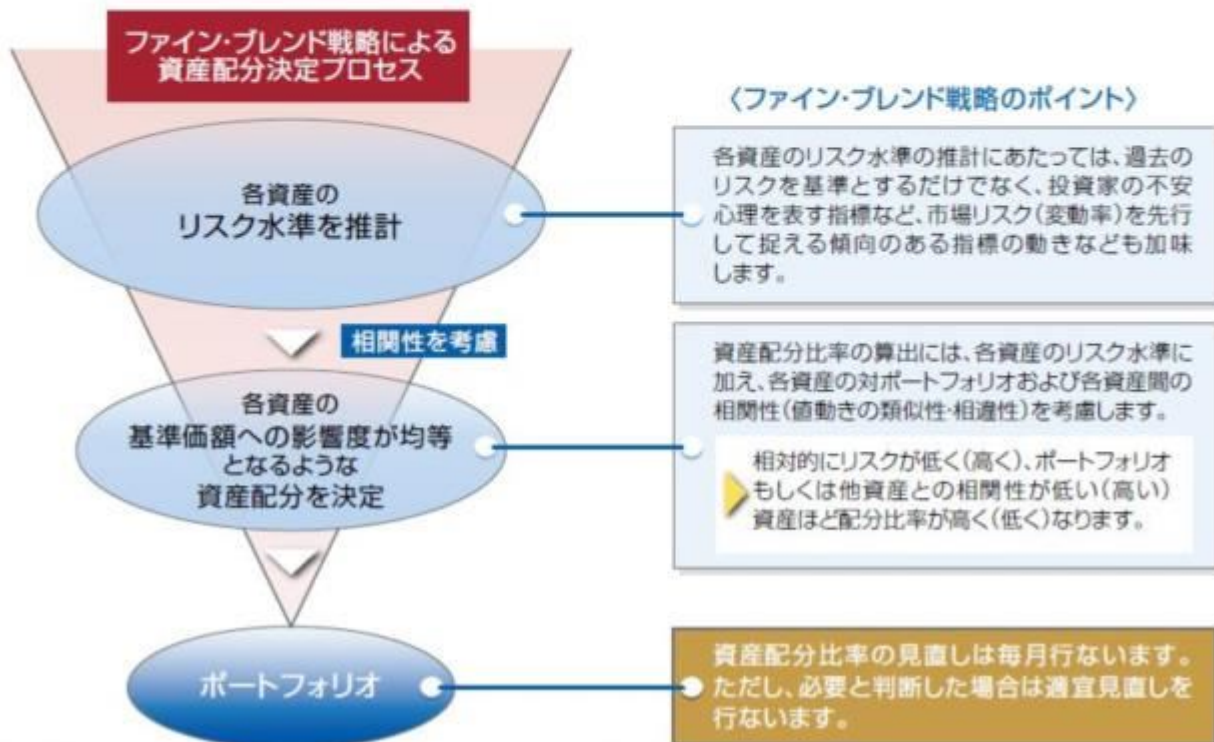 ファイン・ブレンド戦略による
資産配分決定プロセス
〈ファイン・ブレンド戦略のポイント〉
各資産の
リスク水準を推計
各資産のリスク水準の推計にあたっては、過去の
リスクを基準とするだけでなく、投資家の不安
心理を表す指標など、市場リスク(変動率)を先行
して捉える傾向のある指標の動きなども加味
します。
相関性を考慮
各資産の
基準価額への影響度が均等
となるような
資産配分を決定
資産配分比率の算出には、各資産のリスク水準に
加え、各資産の対ポートフォリオおよび各資産間の
相関性(値動きの類似性・相違性)を考慮します。
相対的にリスクが低く(高く)、ポートフォリオ
もしくは他資産との相関性が低い(高い)
資産ほど配分比率が高く(低く)なります。
ポートフォリオ
資産配分比率の見直しは毎月行ないます。
ただし、必要と判断した場合は適宜見直しを
行ないます。